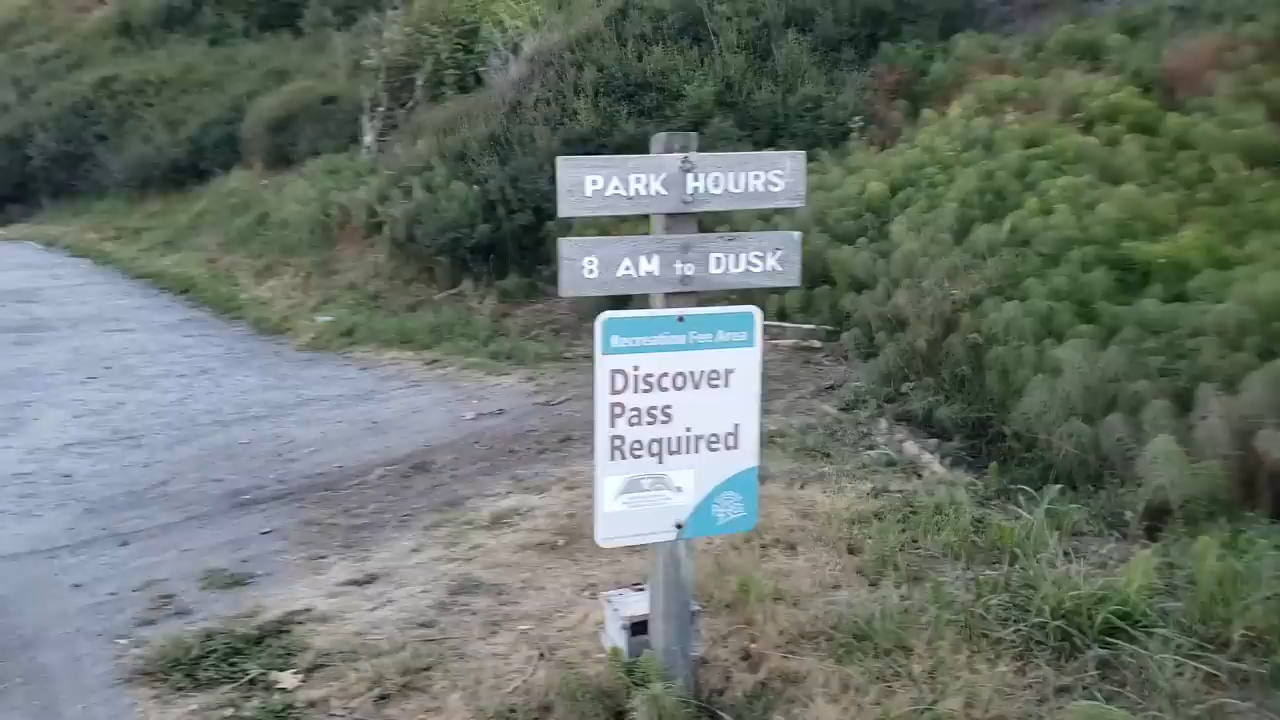 PARK HOURS
8 AM to DUSK
Recreation Fee Area
Discover
Pass
Required